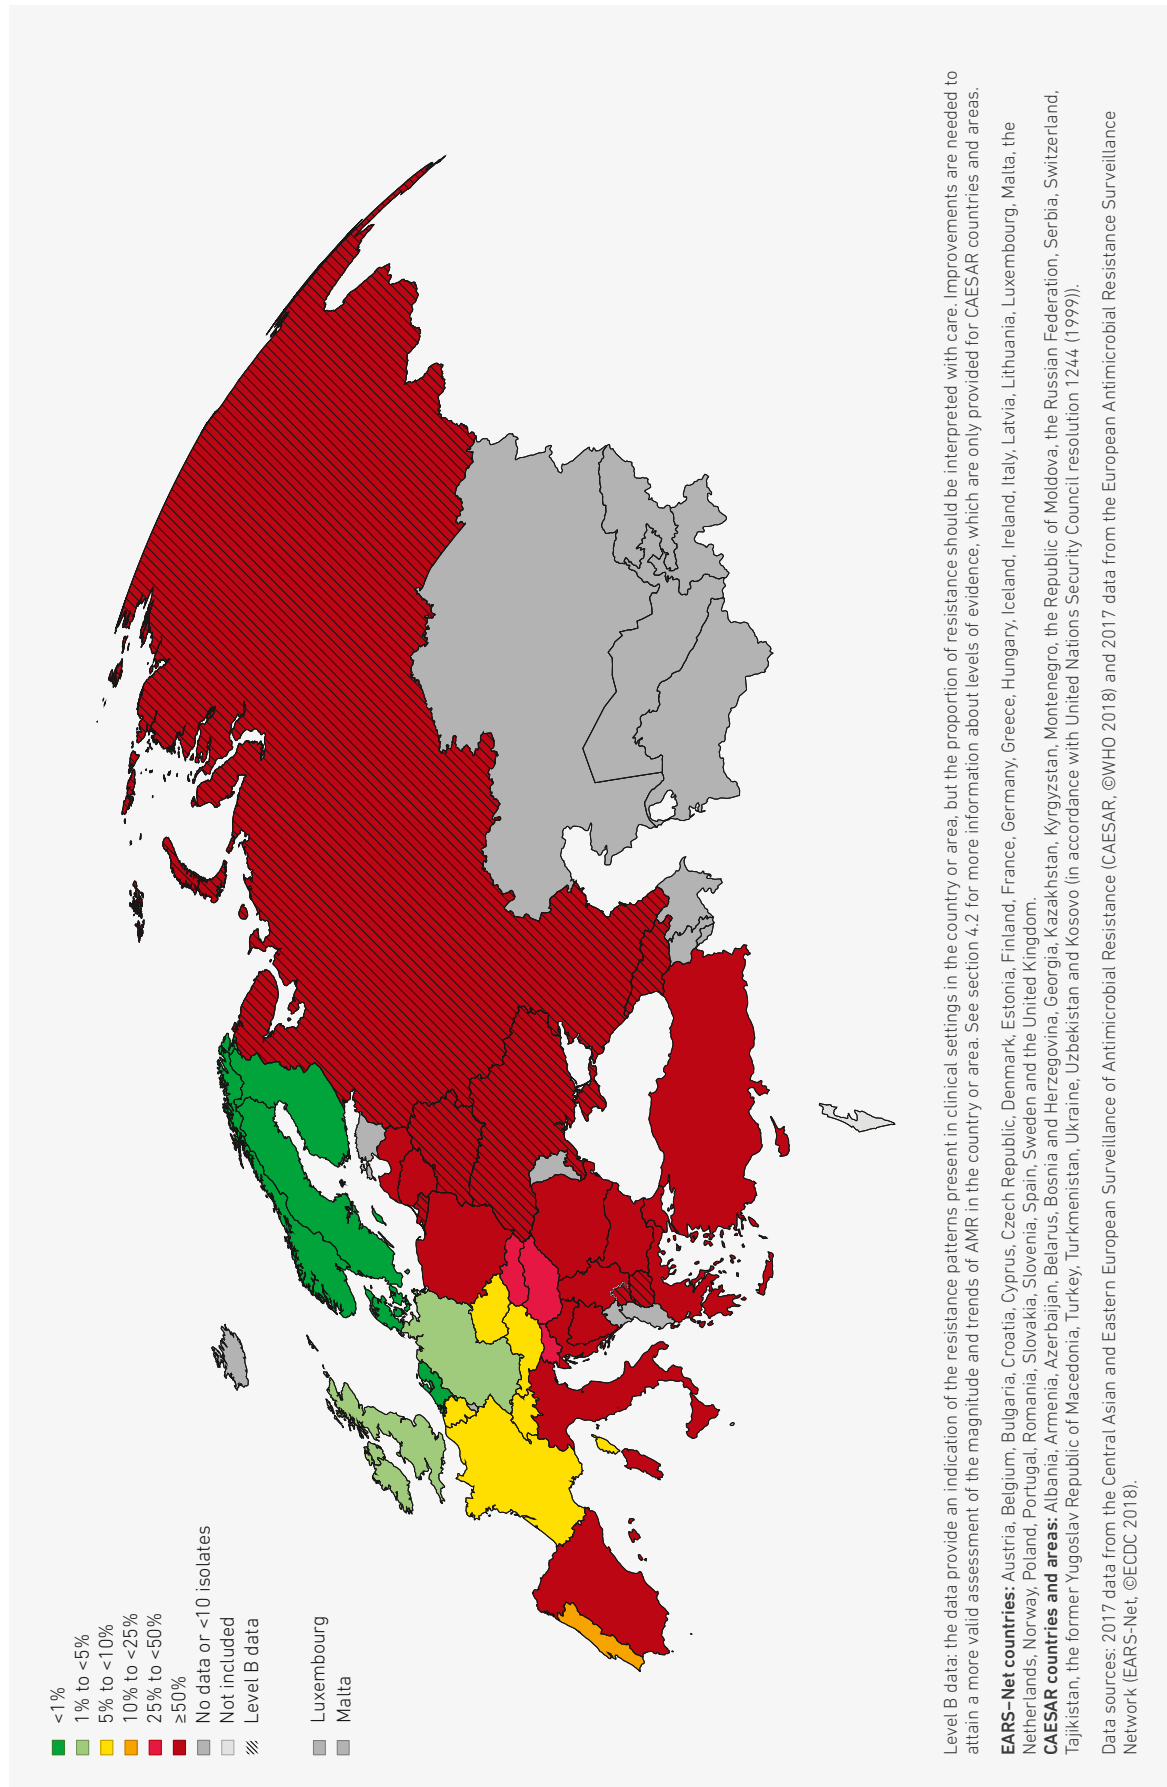 <1%
1% to <5%
5% to <10%
10% to <25%
25% to <50%
≥50%
No data or <10 isolates
Not included
Level B data
Luxembourg
Malta
Level B data: the data provide an indication of the resistance patterns present in clinical settings in the country or area, but the proportion of resistance should be interpreted with care. Improvements are needed to
attain a more valid assessment of the magnitude and trends of AMR in the country or area. See section 4.2 for more information about levels of evidence, which are only provided for CAESAR countries and areas.
EARS-Net countries: Austria, Belgium, Bulgaria, Croatia, Cyprus, Czech Republic, Denmark, Estonia, Finland, France, Germany, Greece, Hungary, Iceland, Ireland, Italy, Latvia, Lithuania, Luxembourg, Malta, the
Netherlands, Norway, Poland, Portugal, Romania, Slovakia, Slovenia, Spain, Sweden and the United Kingdom.
CAESAR countries and areas: Albania, Armenia, Azerbaijan, Belarus, Bosnia and Herzegovina, Georgia, Kazakhstan, Kyrgyzstan, Montenegro, the Republic of Moldova, the Russian Federation, Serbia, Switzerland,
Tajikistan, the former Yugoslav Republic of Macedonia, Turkey, Turkmenistan, Ukraine, Uzbekistan and Kosovo (in accordance with United Nations Security Council resolution 1244 (1999)).
Data sources: 2017 data from the Central Asian and Eastern European Surveillance of Antimicrobial Resistance (CAESAR, ©WHO 2018) and 2017 data from the European Antimicrobial Resistance Surveillance
Network (EARS-Net, ©ECDC 2018).